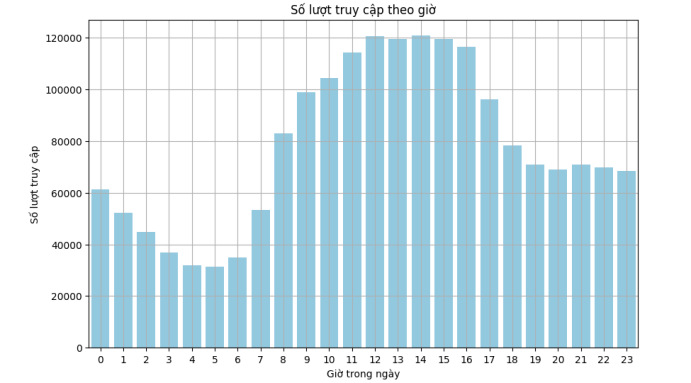 Số lượt truy cập theo giờ
Số lượt truy cập
120000
100000
80000
60000
40000
20000
0
0 1 2 3 4 5 6 7 8 9 10 11 12 13 14 15 16 17 18 19 20 21 22 23
Giờ trong ngày